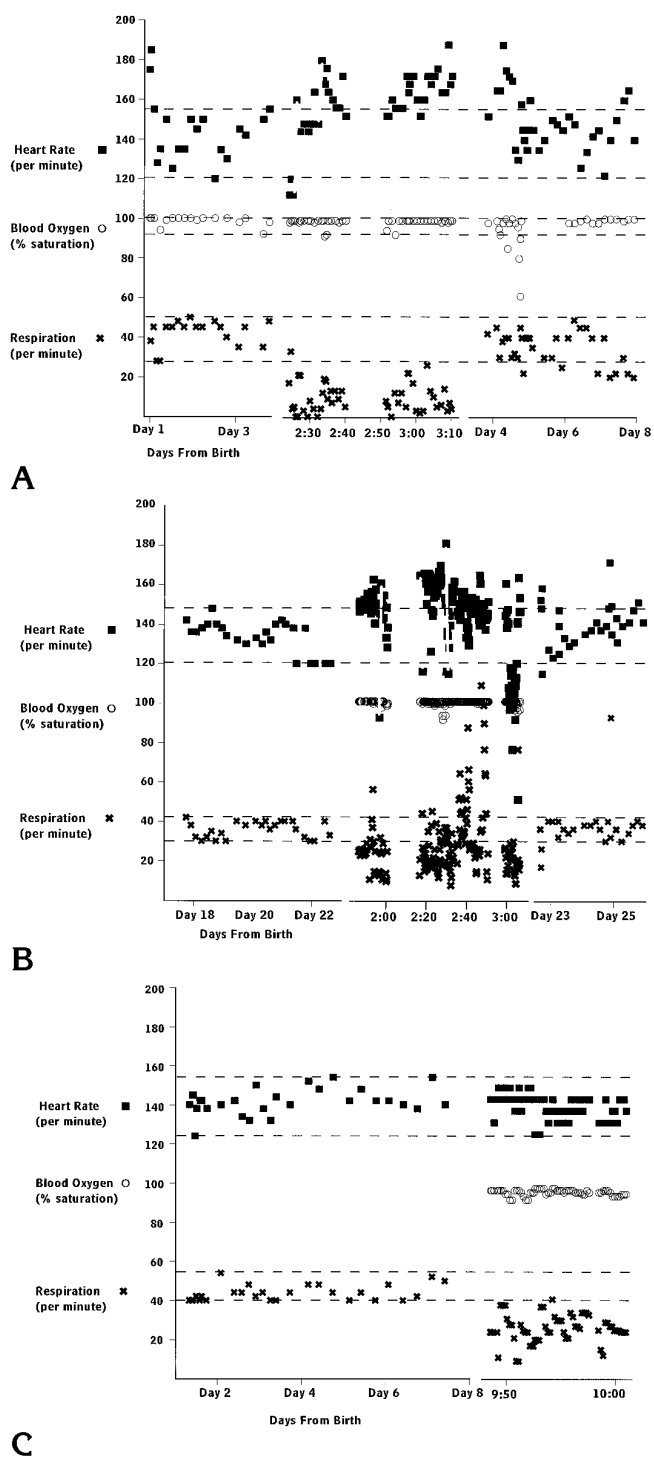 200
180
160
140
120
100
80
60
40
20
Heart Rate
(per minute)
Blood Oxygen
(% saturation)
Respiration
(per minute)
Day 1 Day 3 2:30 2:40 2:50 3:00 3:10 Day 4 Day 6 Day 8
Days From Birth
A
200
180
160
140
120
100
80
60
40
20
Heart Rate
(per minute)
Blood Oxygen
(% saturation)
Respiration
(per minute)
Day 18 Day 20 Day 22 2:00 2:20 2:40 3:00 Day 23 Day 25
Days From Birth
B
200
180
160
140
120
100
80
60
40
20
Heart Rate
(per minute)
Blood Oxygen
(% saturation)
Respiration
(per minute)
Day 2 Day 4 Day 6 Day 8 9:50 10:00
Days From Birth
C